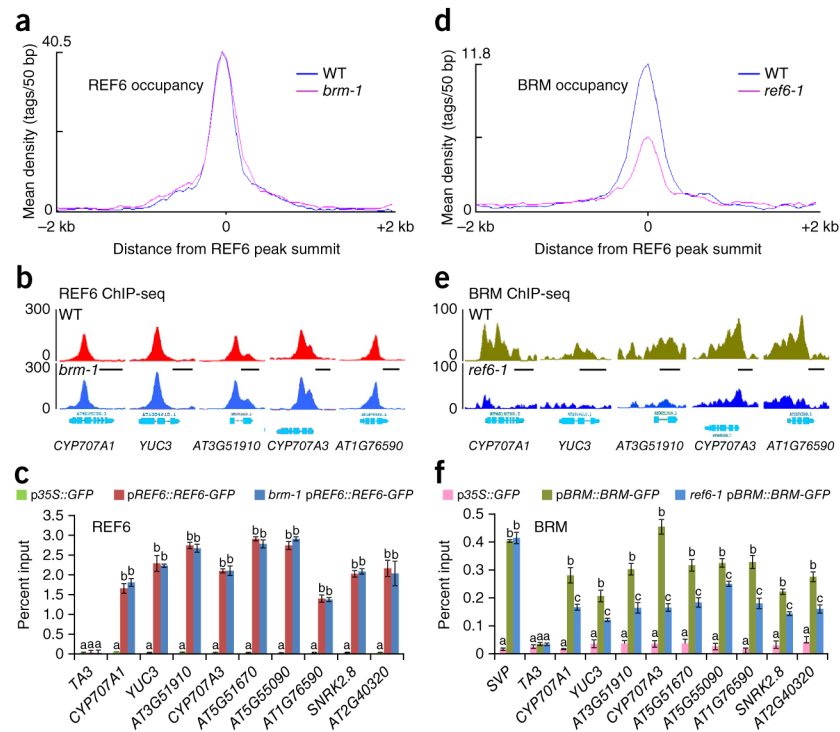 a
40.5
0
Mean density (tags/50 bp)
REF6 occupancy
WT
brm-1
−2 kb
0
+2 kb
Distance from REF6 peak summit
d
11.8
0
Mean density (tags/50 bp)
BRM occupancy
WT
ref6-1
−2 kb
0
+2 kb
Distance from REF6 peak summit
b
REF6 ChIP-seq
300
WT
0
300
brm-1
0
CYP707A1
YUC3
AT3G51910
CYP707A3
AT1G76590
e
BRM ChIP-seq
100
WT
0
100
ref6-1
0
CYP707A1
YUC3
AT3G51910
CYP707A3
AT1G76590
c
p35S::GFP
pREF6::REF6-GFP
brm-1 pREF6::REF6-GFP
REF6
Percent input
3.5
3.0
2.5
2.0
1.5
1.0
0.5
0
aaa
a
b
b
a
b
b
a
b
b
a
b
b
a
b
b
a
b
b
a
b
b
a
b
b
a
b
b
TA3
CYP707A1
YUC3
AT3G51910
CYP707A3
AT5G51670
AT5G55090
AT1G76590
SNRK2.8
AT2G40320
f
p35S::GFP
pBRM::BRM-GFP
ref6-1 pBRM::BRM-GFP
BRM
Percent input
0.5
0.4
0.3
0.2
0.1
0
a
b
b
aaa
a
b
c
a
b
c
a
b
c
a
b
c
a
b
c
a
b
c
a
b
c
a
b
c
a
b
c
SVP
TA3
CYP707A1
YUC3
AT3G51910
CYP707A3
AT5G51670
AT5G55090
AT1G76590
SNRK2.8
AT2G40320